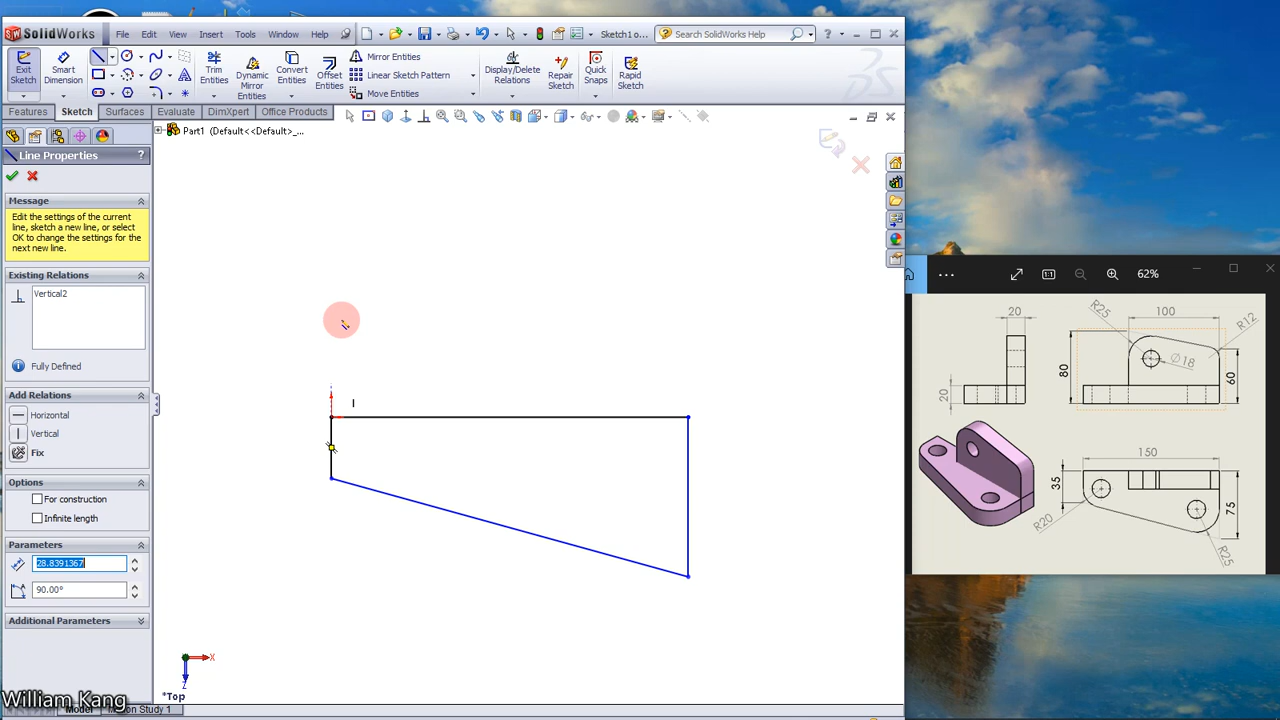 SolidWorks
File Edit View Insert Tools Window Help
Sketch1 o...
Search SolidWorks Help
Exit Sketch
Smart Dimension
Trim Entities
Dynamic Mirror Entities
Convert Entities
Offset Entities
Mirror Entities
Linear Sketch Pattern
Move Entities
Display/Delete Relations
Repair Sketch
Quick Snaps
Rapid Sketch
Features Sketch Surfaces Evaluate DimXpert Office Products
Part1 (Default<<Default>_...
Line Properties ?
Message
Edit the settings of the current
line, sketch a new line, or select
OK to change the settings for the
next new line.
Existing Relations
Vertical2
Fully Defined
Add Relations
Horizontal
Vertical
Fix
Options
For construction
Infinite length
Parameters
28.8391367
90.00°
Additional Parameters
X
Z
*Top
William Kang
Model
Motion Study 1
62%
20
R25
100
R12
80
Ø18
60
20
150
35
75
R20
R25